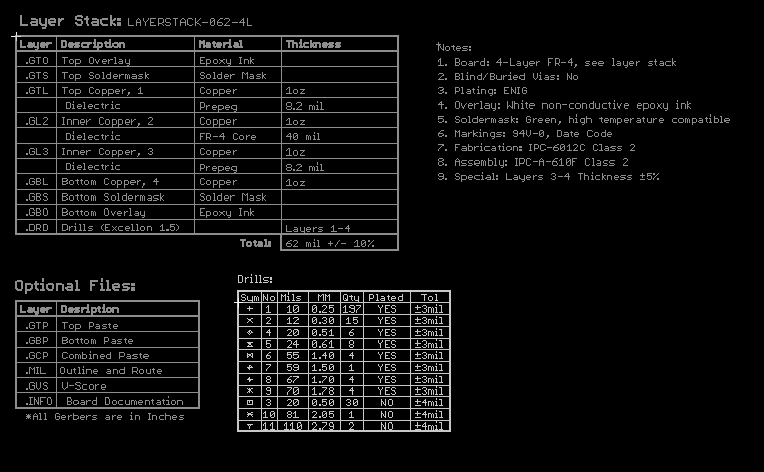 Layer Stack: LAYERSTACK-062-4L
Layer Description Material Thickness
.GTO Top Overlay Epoxy Ink
.GTS Top Soldermask Solder Mask
.GTL Top Copper, 1 Copper 1oz
Dielectric Prepeg 8.2 mil
.GL2 Inner Copper, 2 Copper 1oz
Dielectric FR-4 Core 40 mil
.GL3 Inner Copper, 3 Copper 1oz
Dielectric Prepeg 8.2 mil
.GBL Bottom Copper, 4 Copper 1oz
.GBS Bottom Soldermask Solder Mask
.GBO Bottom Overlay Epoxy Ink
.DRD Drills (Excellon 1.5) Layers 1-4
Total: 62 mil +/- 10%
Notes:
1. Board: 4-Layer FR-4, see layer stack
2. Blind/Buried Vias: No
3. Plating: ENIG
4. Overlay: White non-conductive epoxy ink
5. Soldermask: Green, high temperature compatible
6. Markings: 94V-0, Date Code
7. Fabrication: IPC-6012C Class 2
8. Assembly: IPC-A-610F Class 2
9. Special: Layers 3-4 Thickness ±5%
Optional Files:
Layer Desription
.GTP Top Paste
.GBP Bottom Paste
.GCP Combined Paste
.MIL Outline and Route
.GVS V-Score
.INFO Board Documentation
*All Gerbers are in Inches
Drills:
Sym No Mils MM Qty Plated Tol
1 10 0.25 197 YES ±3mil
2 12 0.30 15 YES ±3mil
4 20 0.51 6 YES ±3mil
5 24 0.61 8 YES ±3mil
6 55 1.40 4 YES ±3mil
7 59 1.50 1 YES ±3mil
8 67 1.70 4 YES ±3mil
9 70 1.78 4 YES ±3mil
3 20 0.50 30 NO ±4mil
10 81 2.05 1 NO ±4mil
11 110 2.79 2 NO ±4mil